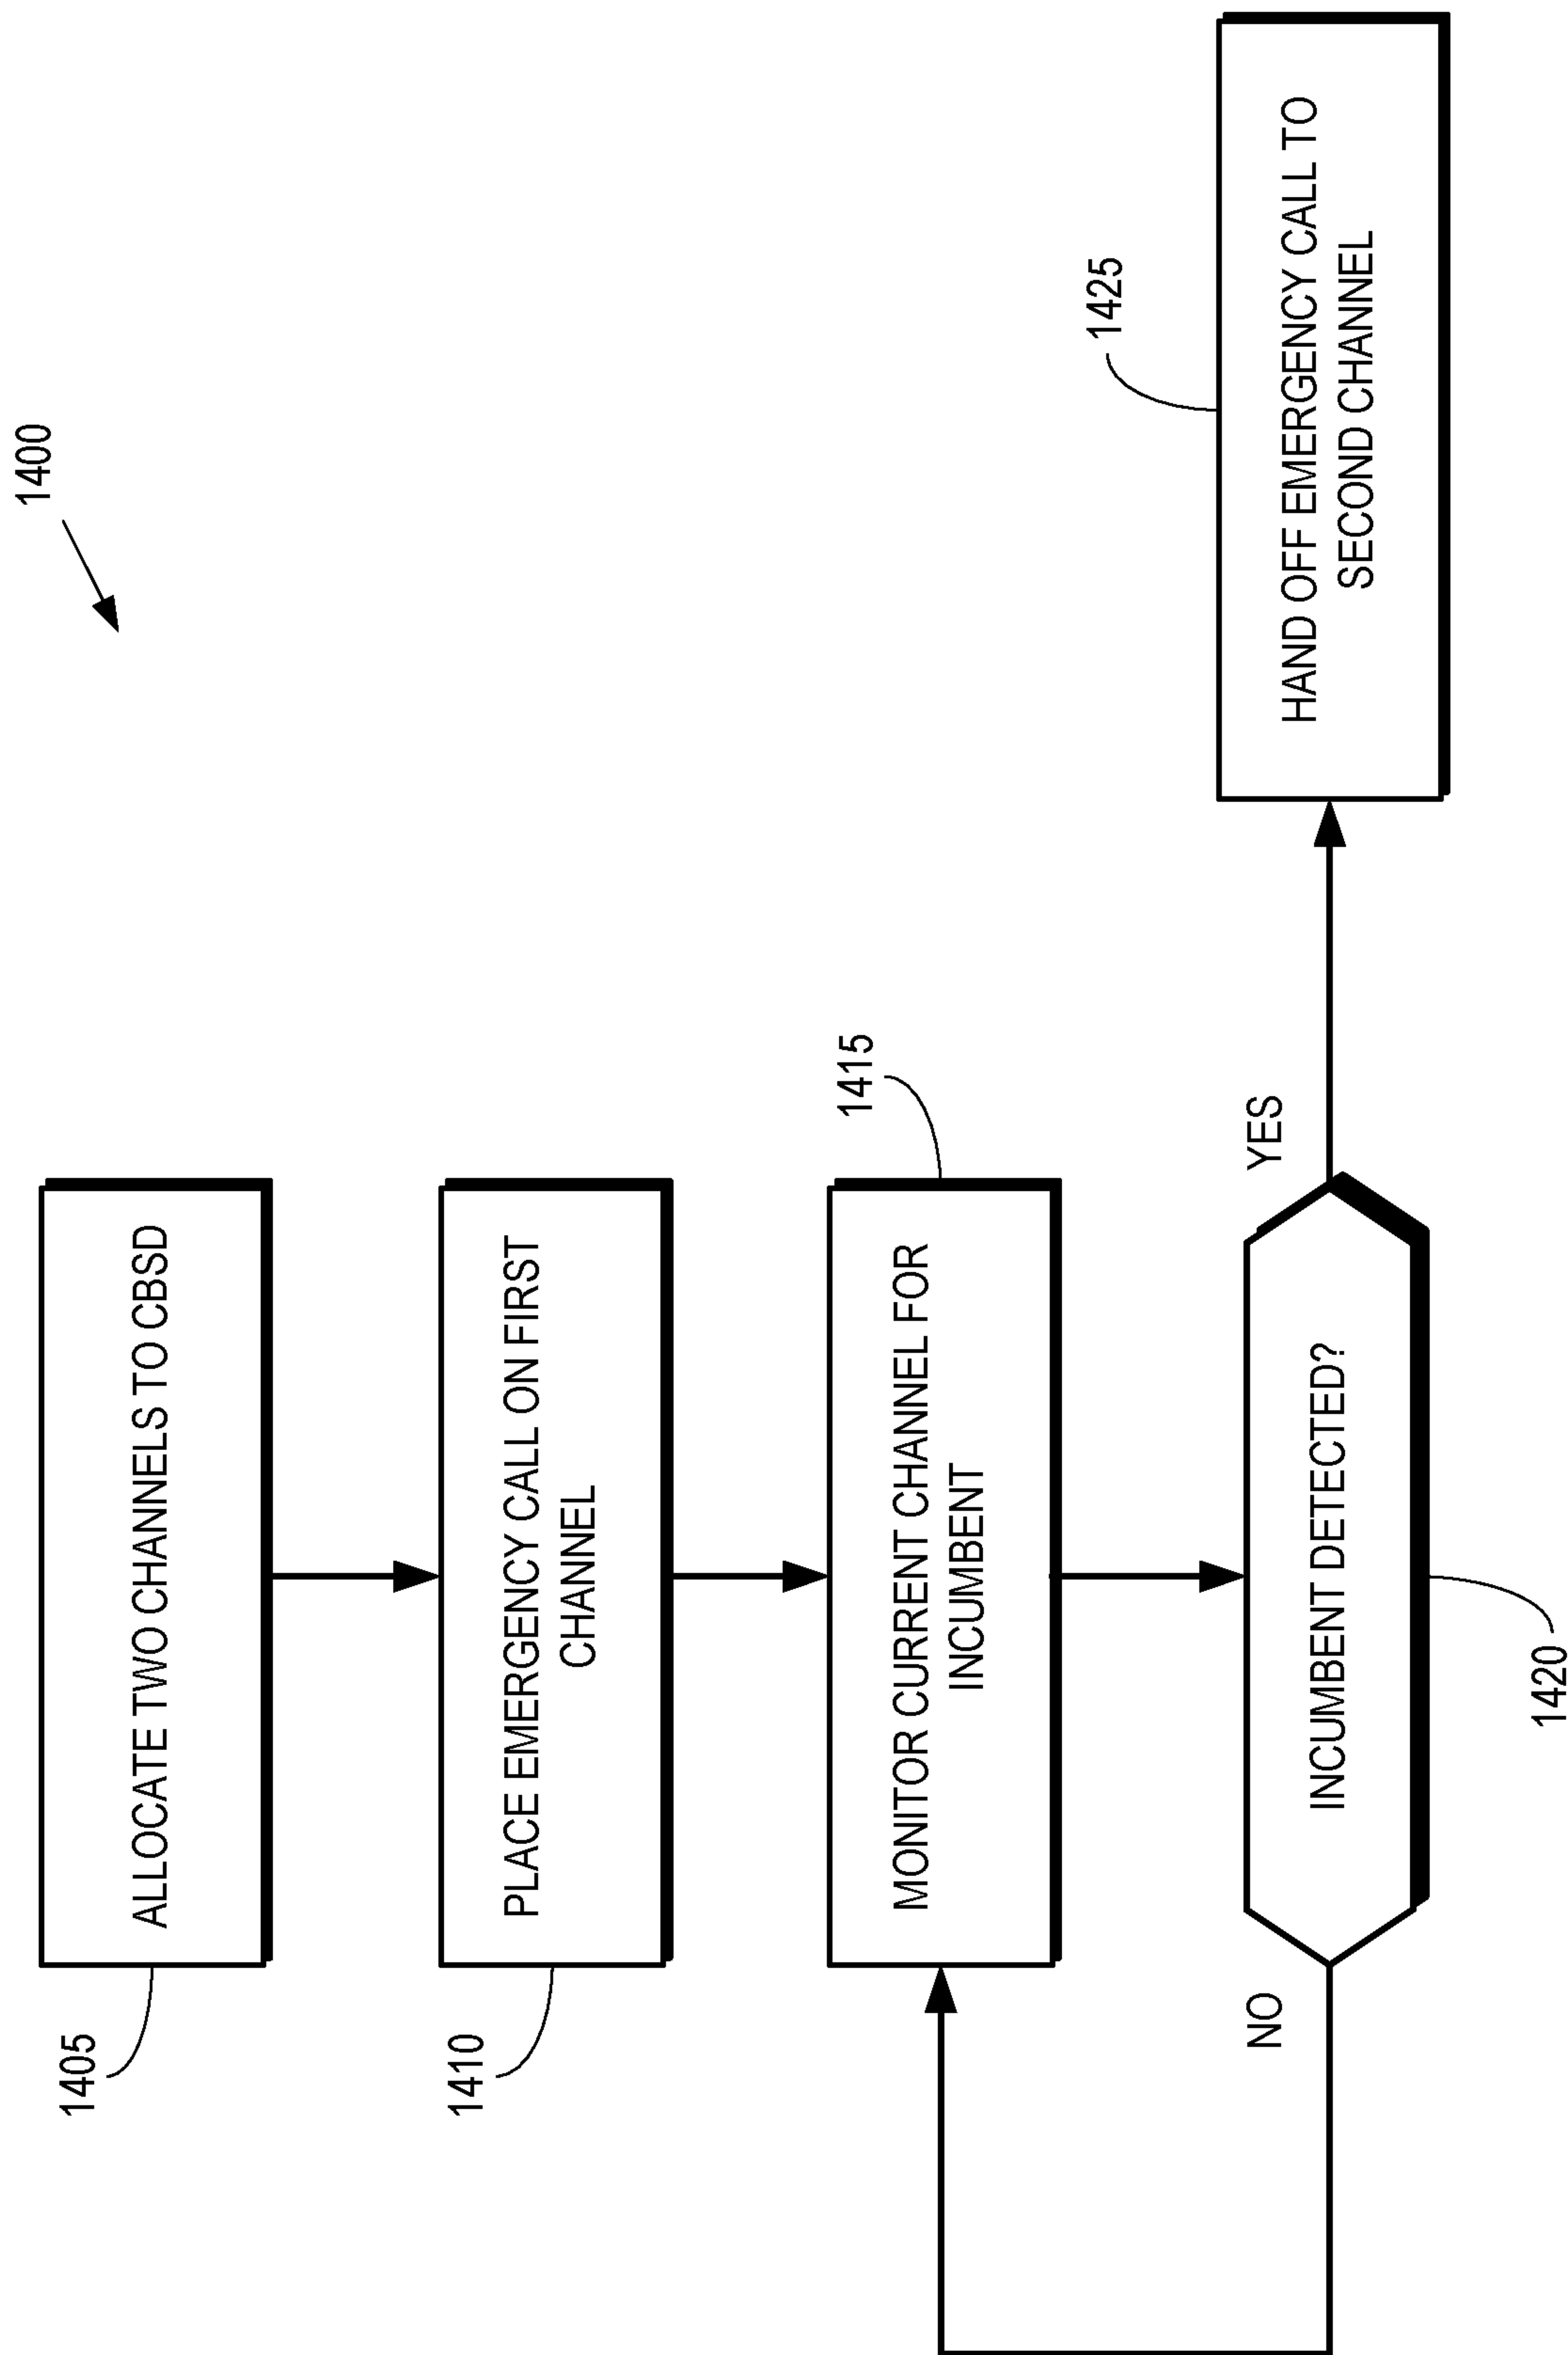 1400
1405
ALLOCATE TWO CHANNELS TO CBSD
1410
PLACE EMERGENCY CALL ON FIRST
CHANNEL
1415
MONITOR CURRENT CHANNEL FOR
INCUMBENT
NO
INCUMBENT DETECTED?
YES
1420
1425
HAND OFF EMERGENCY CALL TO
SECOND CHANNEL